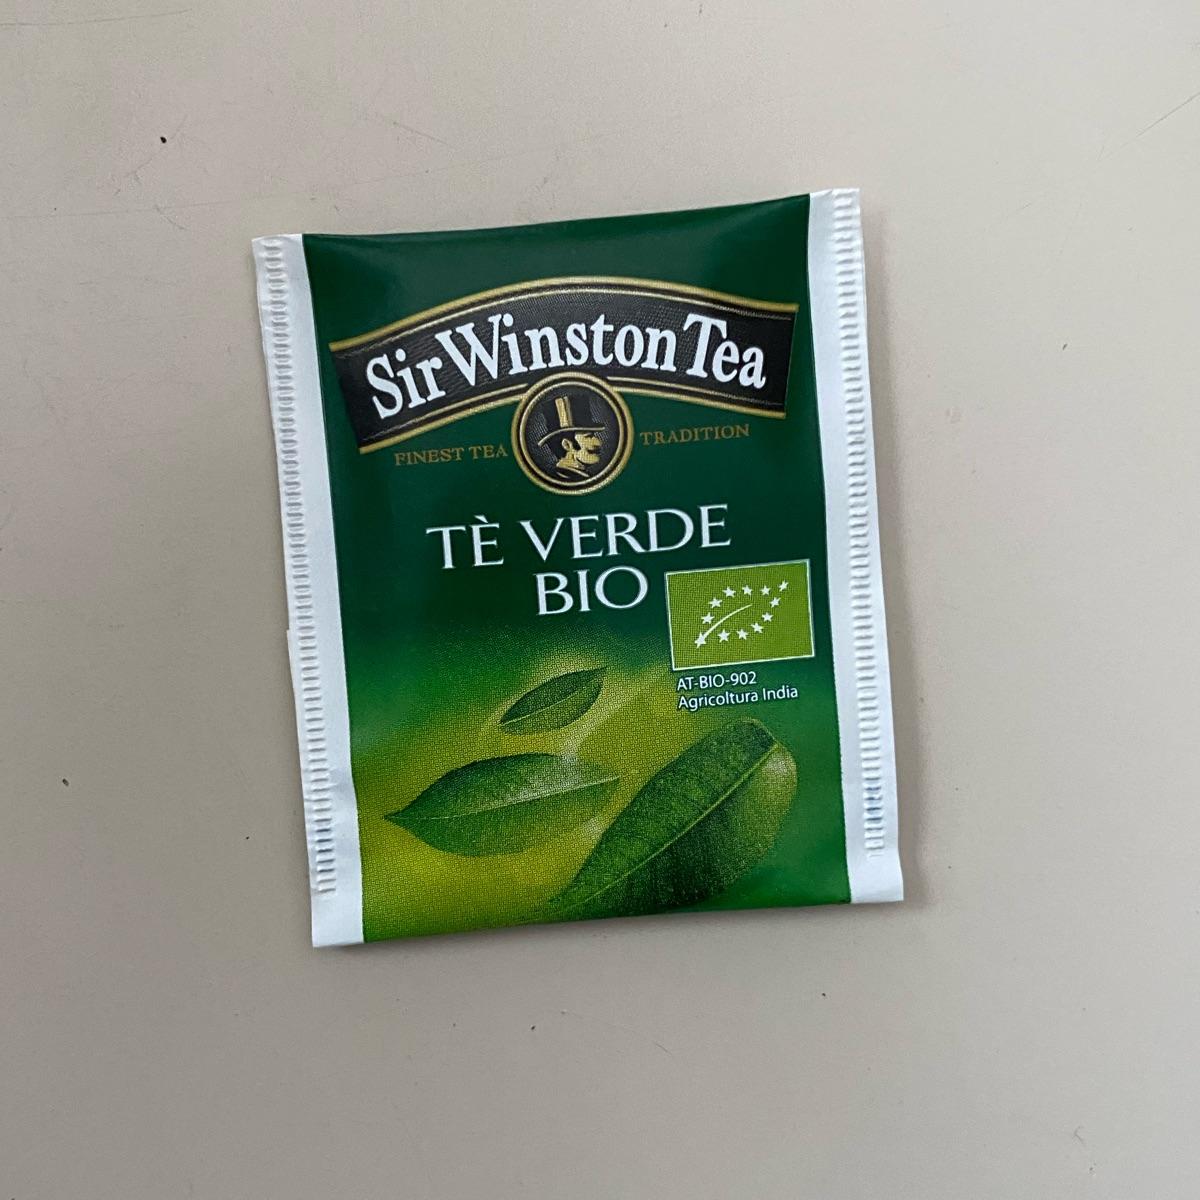 Sir Winston Tea
FINEST TEA TRADITION
TÈ VERDE
BIO
AT-BIO-902
Agricoltura India